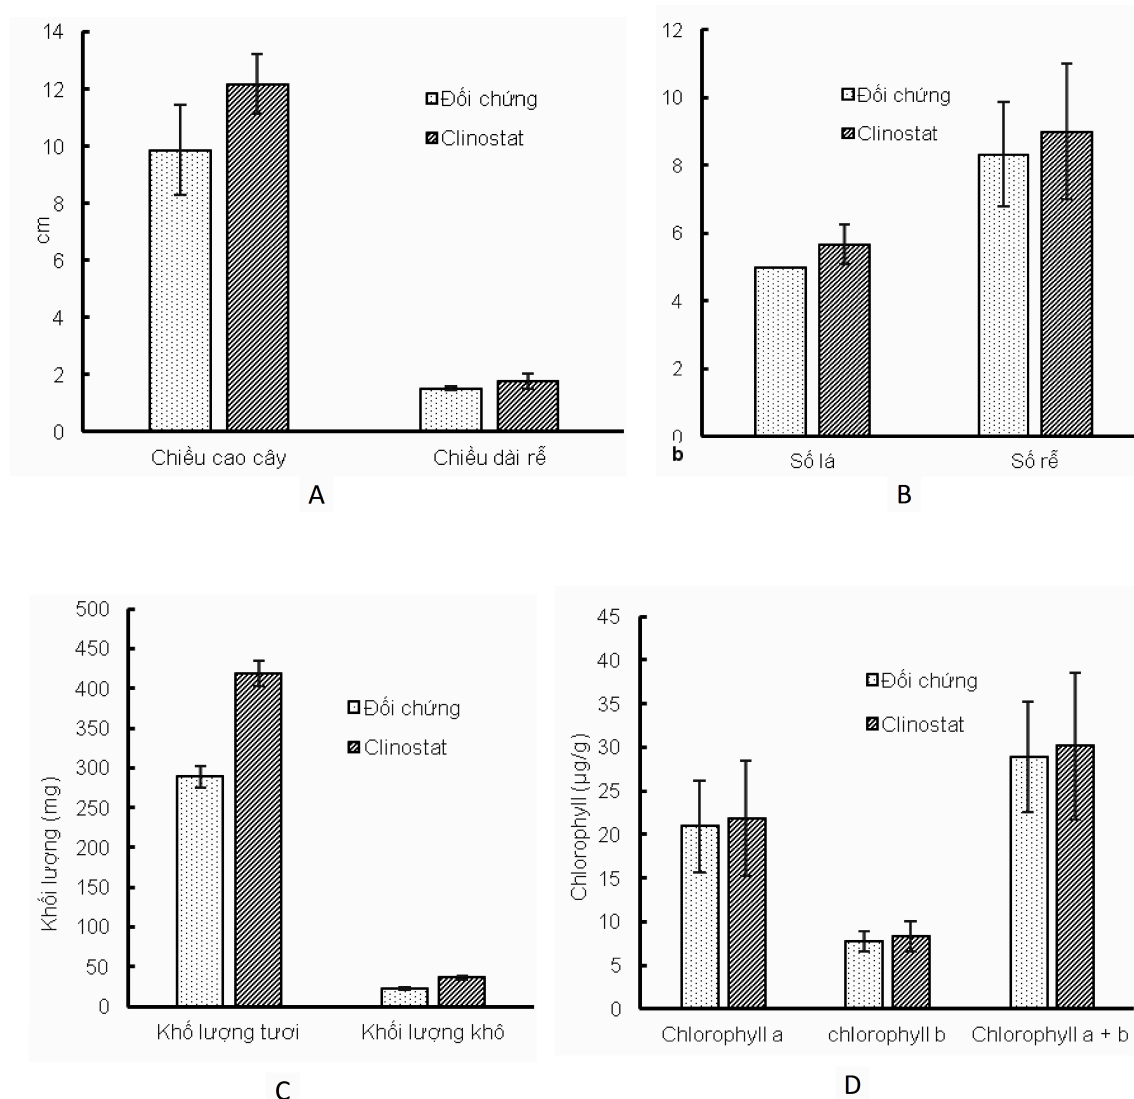 14
12
10
8
6
4
2
0
cm
Đối chứng
Clinostat
Chiều cao cây
Chiều dài rễ
A
12
10
8
6
4
2
0
b
Đối chứng
Clinostat
Số lá
Số rễ
B
500
450
400
350
300
250
200
150
100
50
0
Khối lượng (mg)
Đối chứng
Clinostat
Khố lượng tươi
Khối lượng khô
C
45
40
35
30
25
20
15
10
5
0
Chlorophyll (µg/g)
Đối chứng
Clinostat
Chlorophyll a
chlorophyll b
Chlorophyll a + b
D